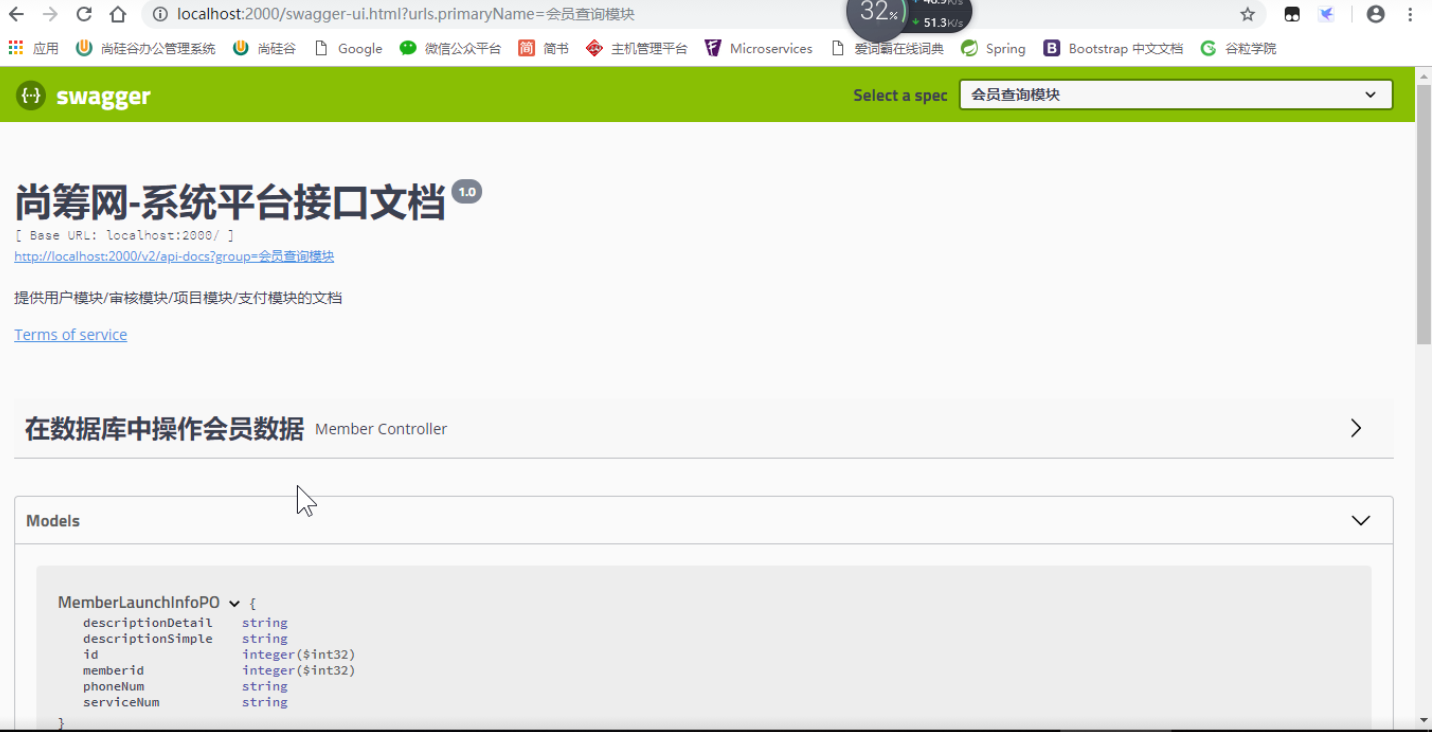 localhost:2000/swagger-ui.html?urls.primaryName=会员查询模块
32%
46.9K/s
51.3K/s
应用 尚硅谷办公管理系统 尚硅谷 Google 微信公众平台 简书 主机管理平台 Microservices 爱词霸在线词典 Spring Bootstrap 中文文档 谷粒学院
swagger
Select a spec 会员查询模块
尚筹网-系统平台接口文档 1.0
[ Base URL: localhost:2000/ ]
http://localhost:2000/v2/api-docs?group=会员查询模块
提供用户模块/审核模块/项目模块/支付模块的文档
Terms of service
在数据库中操作会员数据 Member Controller
Models
MemberLaunchInfoPO {
descriptionDetail string
descriptionSimple string
id integer($int32)
memberid integer($int32)
phoneNum string
serviceNum string
}